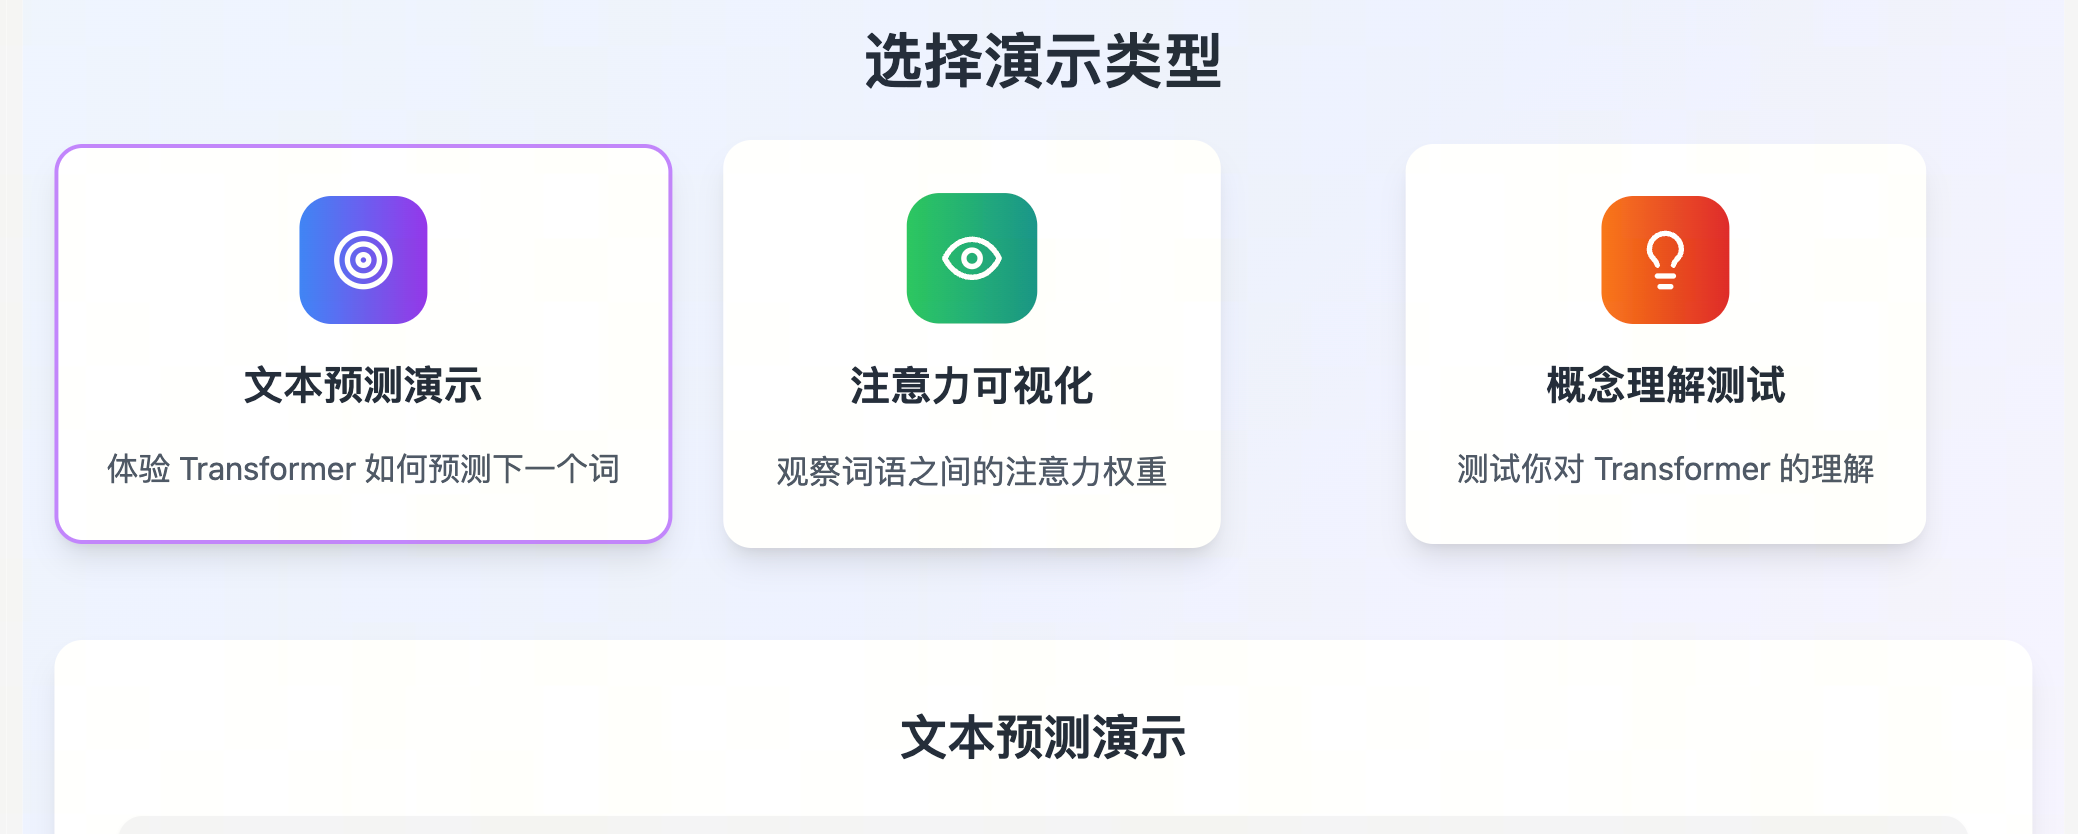 选择演示类型
文本预测演示
体验 Transformer 如何预测下一个词
注意力可视化
观察词语之间的注意力权重
概念理解测试
测试你对 Transformer 的理解
文本预测演示